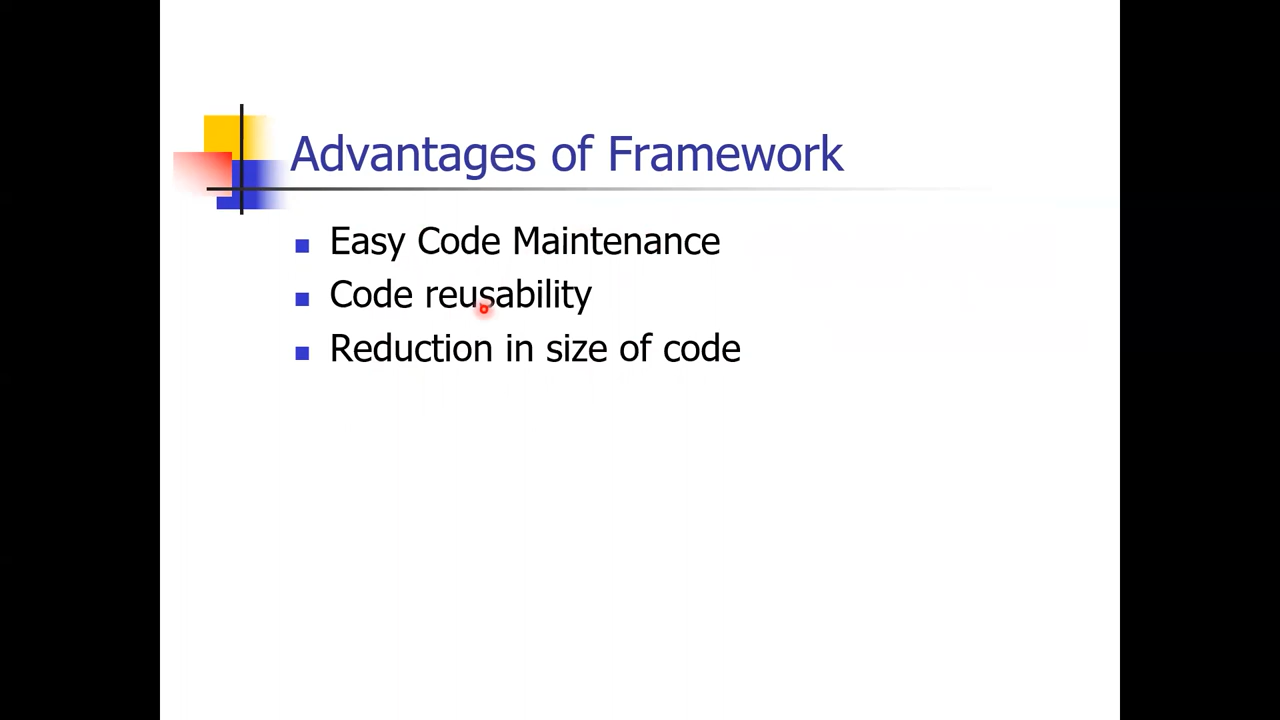 Advantages of Framework
Easy Code Maintenance
Code reusability
Reduction in size of code